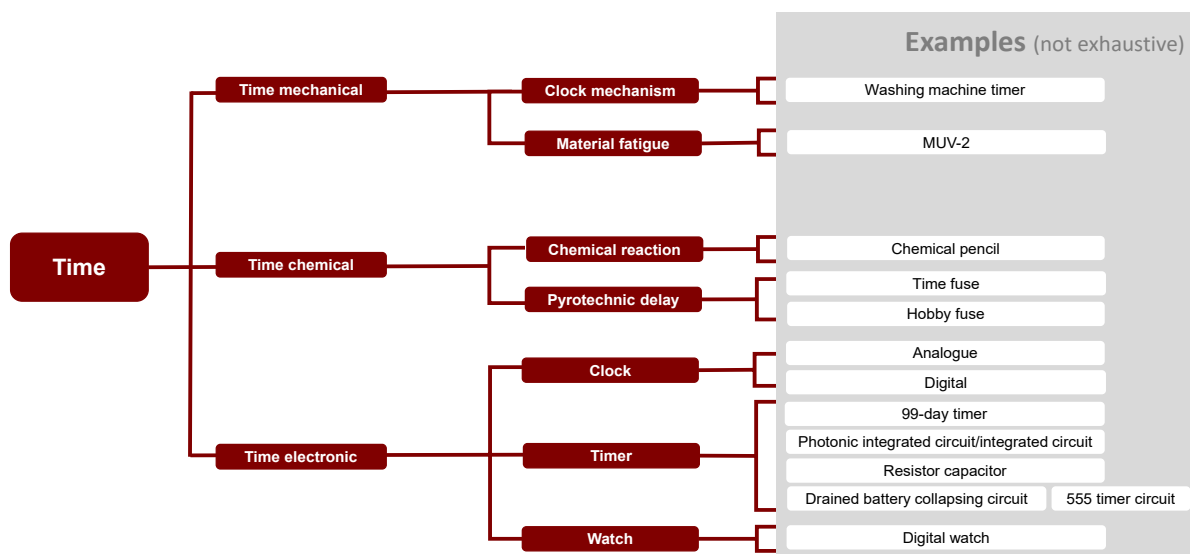 Examples (not exhaustive)
Time
Time mechanical
Clock mechanism
Washing machine timer
Material fatigue
MUV-2
Time chemical
Chemical reaction
Chemical pencil
Pyrotechnic delay
Time fuse
Hobby fuse
Time electronic
Clock
Analogue
Digital
Timer
99-day timer
Photonic integrated circuit/integrated circuit
Resistor capacitor
Drained battery collapsing circuit
555 timer circuit
Watch
Digital watch